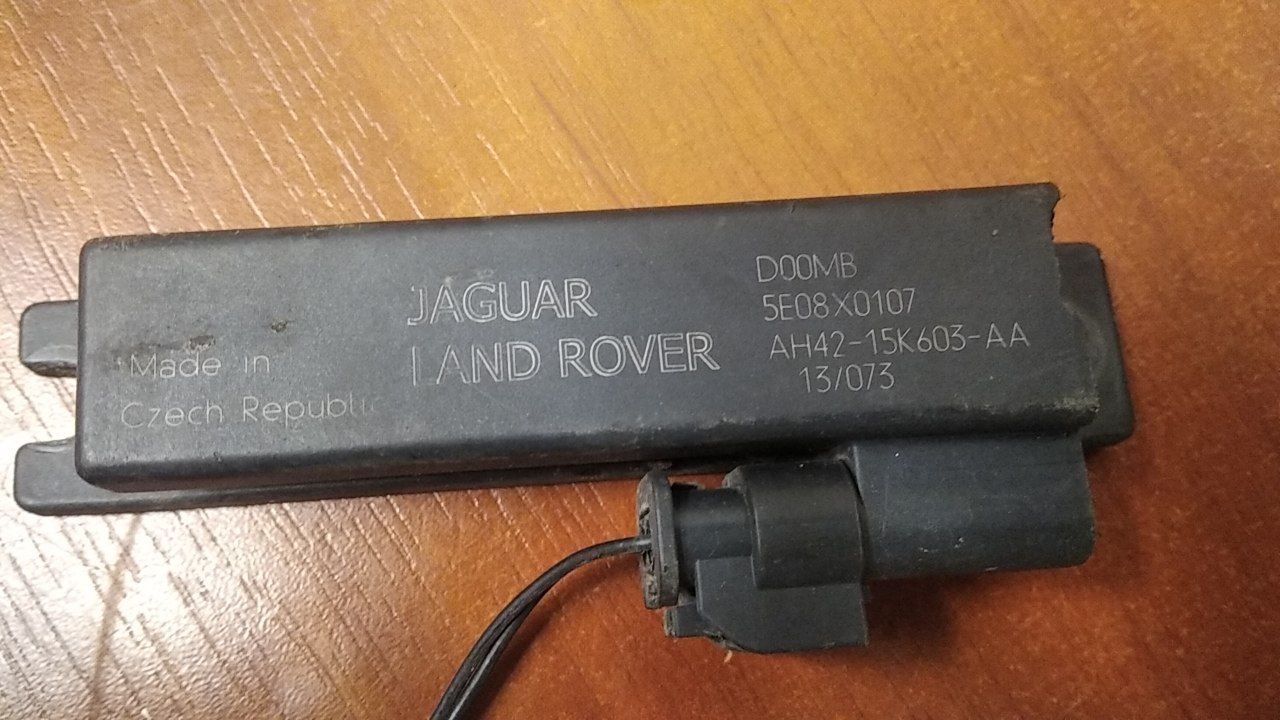 Made in
Czech Republic
JAGUAR
LAND ROVER
D00MB
5E08X0107
AH42-15K603-AA
13/073